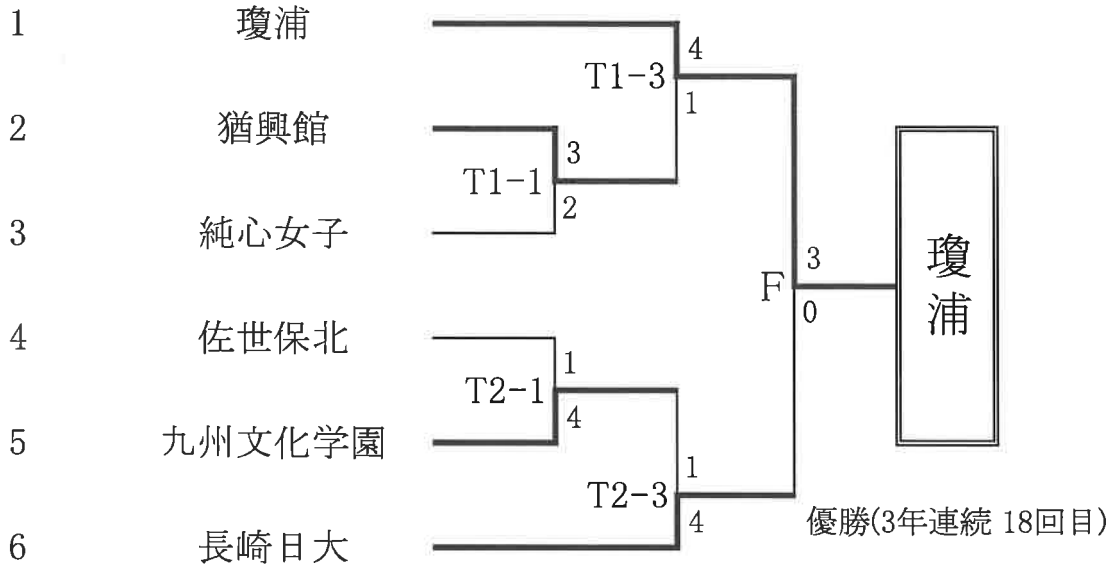 1 瓊浦
4
T1-3
1
2 猶興館
3
T1-1
2
3 純心女子
3
F
0
瓊浦
4 佐世保北
1
T2-1
4
5 九州文化学園
1
T2-3
4
優勝(3年連続 18回目)
6 長崎日大